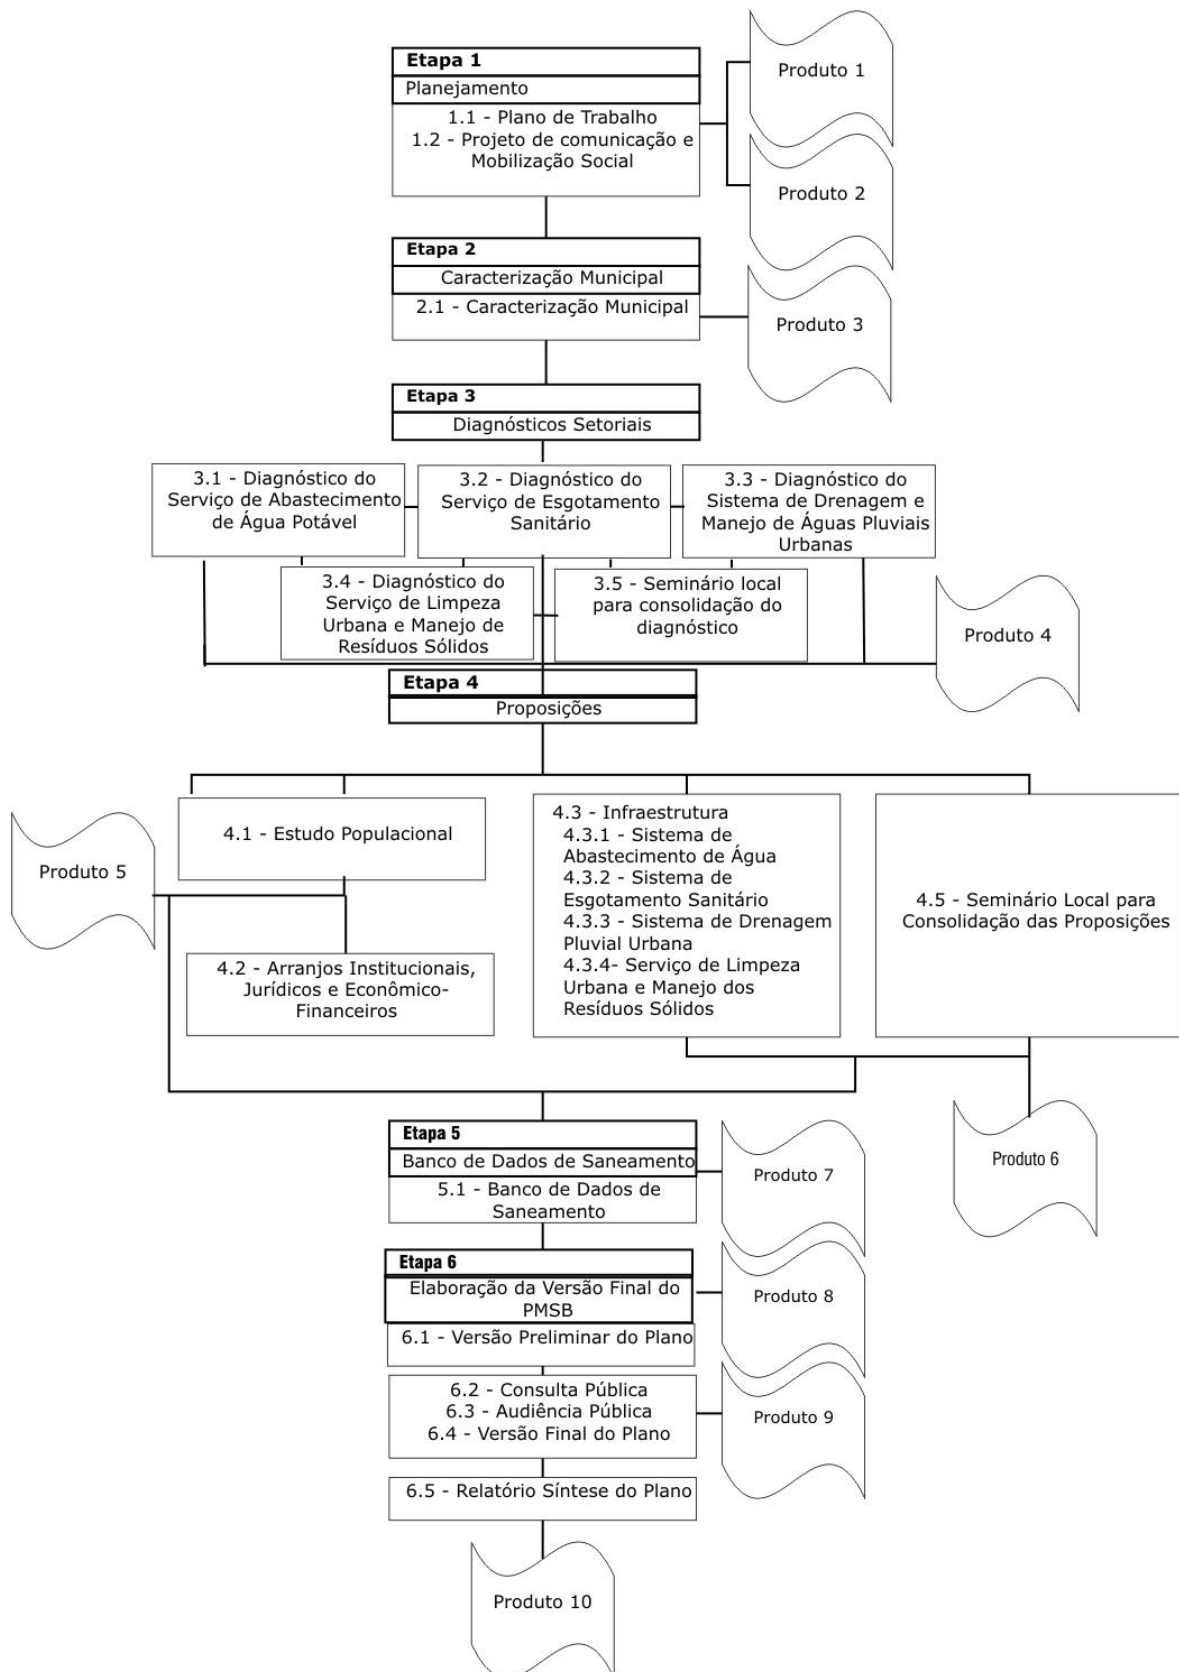 Produto 1
Etapa 1
Planejamento
1.1 - Plano de Trabalho
1.2 - Projeto de comunicação e
Mobilização Social
Produto 2
Etapa 2
Caracterização Municipal
2.1 - Caracterização Municipal
Produto 3
Etapa 3
Diagnósticos Setoriais
3.1 - Diagnóstico do
Serviço de Abastecimento
de Água Potável
3.2 - Diagnóstico do
Serviço de Esgotamento
Sanitário
3.3 - Diagnóstico do
Sistema de Drenagem e
Manejo de Águas Pluviais
Urbanas
3.4 - Diagnóstico do
Serviço de Limpeza
Urbana e Manejo de
Resíduos Sólidos
3.5 - Seminário local
para consolidação do
diagnóstico
Produto 4
Etapa 4
Proposições
Produto 5
4.1 - Estudo Populacional
4.2 - Arranjos Institucionais,
Jurídicos e Econômico-
Financeiros
4.3 - Infraestrutura
4.3.1 - Sistema de
Abastecimento de Água
4.3.2 - Sistema de
Esgotamento Sanitário
4.3.3 - Sistema de Drenagem
Pluvial Urbana
4.3.4- Serviço de Limpeza
Urbana e Manejo dos
Resíduos Sólidos
4.5 - Seminário Local para
Consolidação das Proposições
Produto 6
Etapa 5
Banco de Dados de Saneamento
5.1 - Banco de Dados de
Saneamento
Produto 7
Etapa 6
Elaboração da Versão Final do
PMSB
6.1 - Versão Preliminar do Plano
Produto 8
6.2 - Consulta Pública
6.3 - Audiência Pública
6.4 - Versão Final do Plano
Produto 9
6.5 - Relatório Síntese do Plano
Produto 10